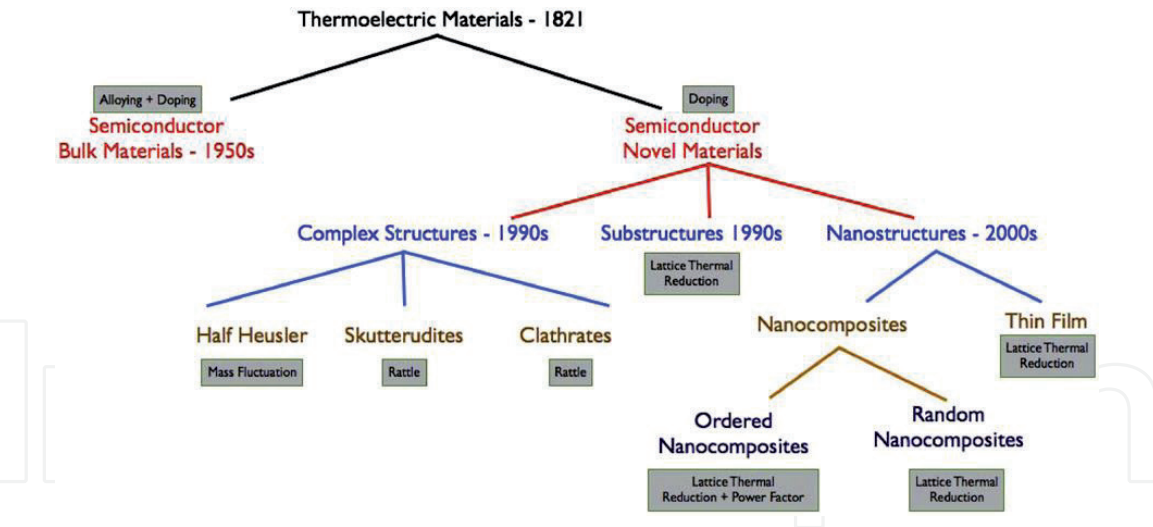 Thermoelectric Materials - 1821
Alloying + Doping
Semiconductor
Bulk Materials - 1950s
Doping
Semiconductor
Novel Materials
Complex Structures - 1990s
Substructures 1990s
Lattice Thermal
Reduction
Nanostructures - 2000s
Half Heusler
Mass Fluctuation
Skutterudites
Rattle
Clathrates
Rattle
Nanocomposites
Thin Film
Lattice Thermal
Reduction
Ordered
Nanocomposites
Lattice Thermal
Reduction + Power Factor
Random
Nanocomposites
Lattice Thermal
Reduction